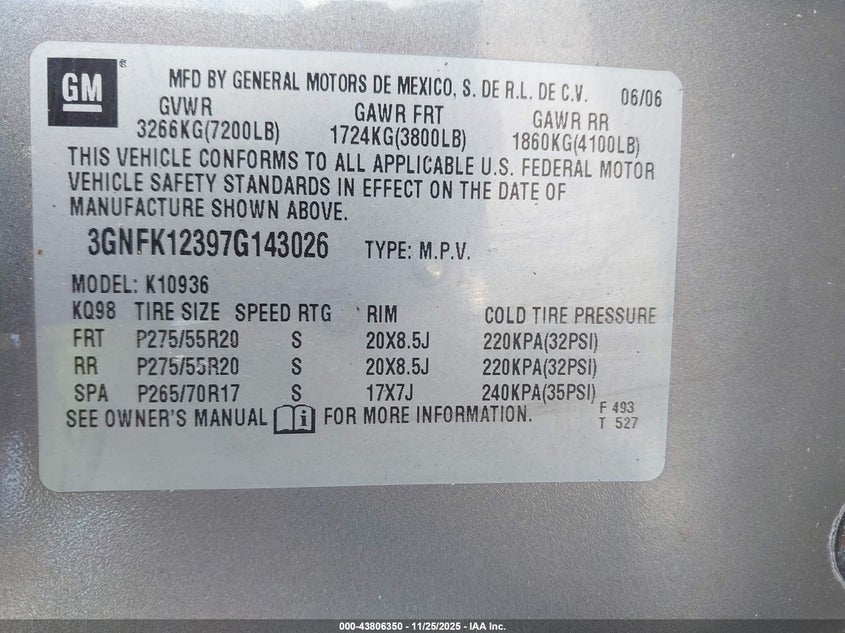 GM®
MFD BY GENERAL MOTORS DE MEXICO, S. DE R.L. DE C.V. 06/06
GVWR GAWR FRT GAWR RR
3266KG(7200LB) 1724KG(3800LB) 1860KG(4100LB)
THIS VEHICLE CONFORMS TO ALL APPLICABLE U.S. FEDERAL MOTOR
VEHICLE SAFETY STANDARDS IN EFFECT ON THE DATE OF
MANUFACTURE SHOWN ABOVE.
3GNFK12397G143026 TYPE: M.P.V.
MODEL: K10936
KQ98 TIRE SIZE SPEED RTG RIM COLD TIRE PRESSURE
FRT P275/55R20 S 20X8.5J 220KPA(32PSI)
RR P275/55R20 S 20X8.5J 220KPA(32PSI)
SPA P265/70R17 S 17X7J 240KPA(35PSI)
SEE OWNER'S MANUAL i FOR MORE INFORMATION.
F 493
T 527
000-43806350 - 11/25/2025 - IAA Inc.